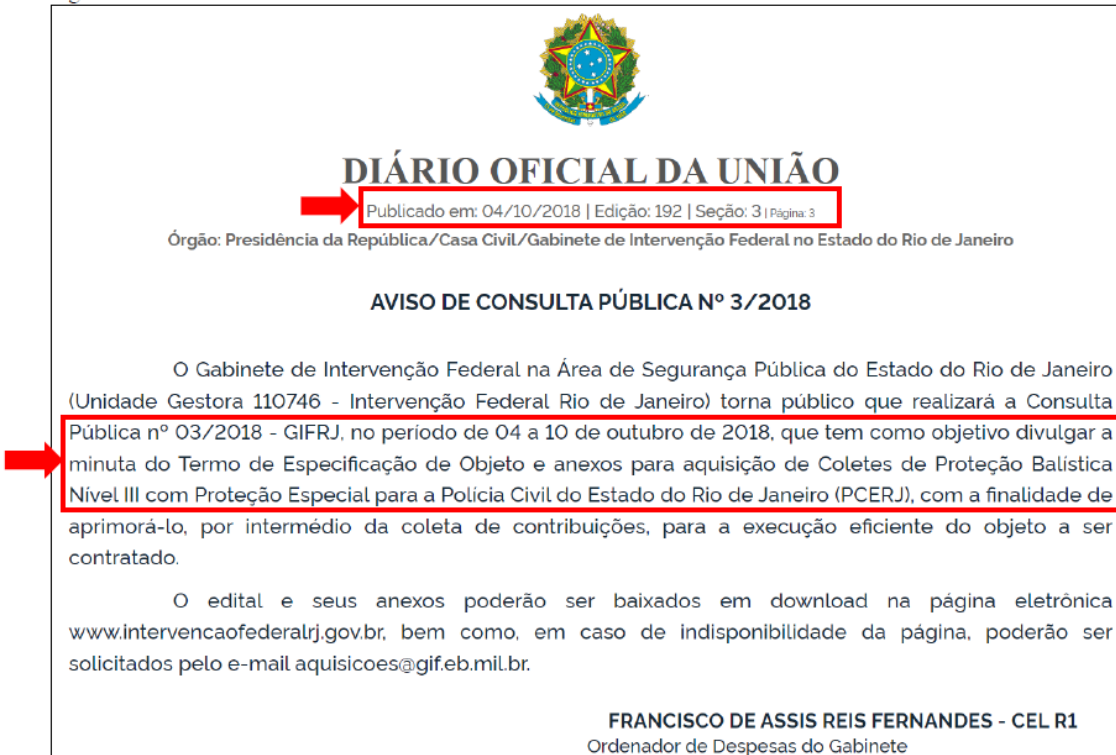 DIÁRIO OFICIAL DA UNIÃO
Publicado em: 04/10/2018 | Edição: 192 | Seção: 3 | Página: 3
Órgão: Presidência da República/Casa Civil/Gabinete de Intervenção Federal no Estado do Rio de Janeiro
AVISO DE CONSULTA PÚBLICA Nº 3/2018
O Gabinete de Intervenção Federal na Área de Segurança Pública do Estado do Rio de Janeiro
(Unidade Gestora 110746 - Intervenção Federal Rio de Janeiro) torna público que realizará a Consulta
Pública nº 03/2018 - GIFRJ, no período de 04 a 10 de outubro de 2018, que tem como objetivo divulgar a
minuta do Termo de Especificação de Objeto e anexos para aquisição de Coletes de Proteção Balística
Nível III com Proteção Especial para a Polícia Civil do Estado do Rio de Janeiro (PCERJ), com a finalidade de
aprimorá-lo, por intermédio da coleta de contribuições, para a execução eficiente do objeto a ser
contratado.
O edital e seus anexos poderão ser baixados em download na página eletrônica
www.intervencaofederalrj.gov.br, bem como, em caso de indisponibilidade da página, poderão ser
solicitados pelo e-mail aquisicoes@gif.eb.mil.br.
FRANCISCO DE ASSIS REIS FERNANDES - CEL R1
Ordenador de Despesas do Gabinete